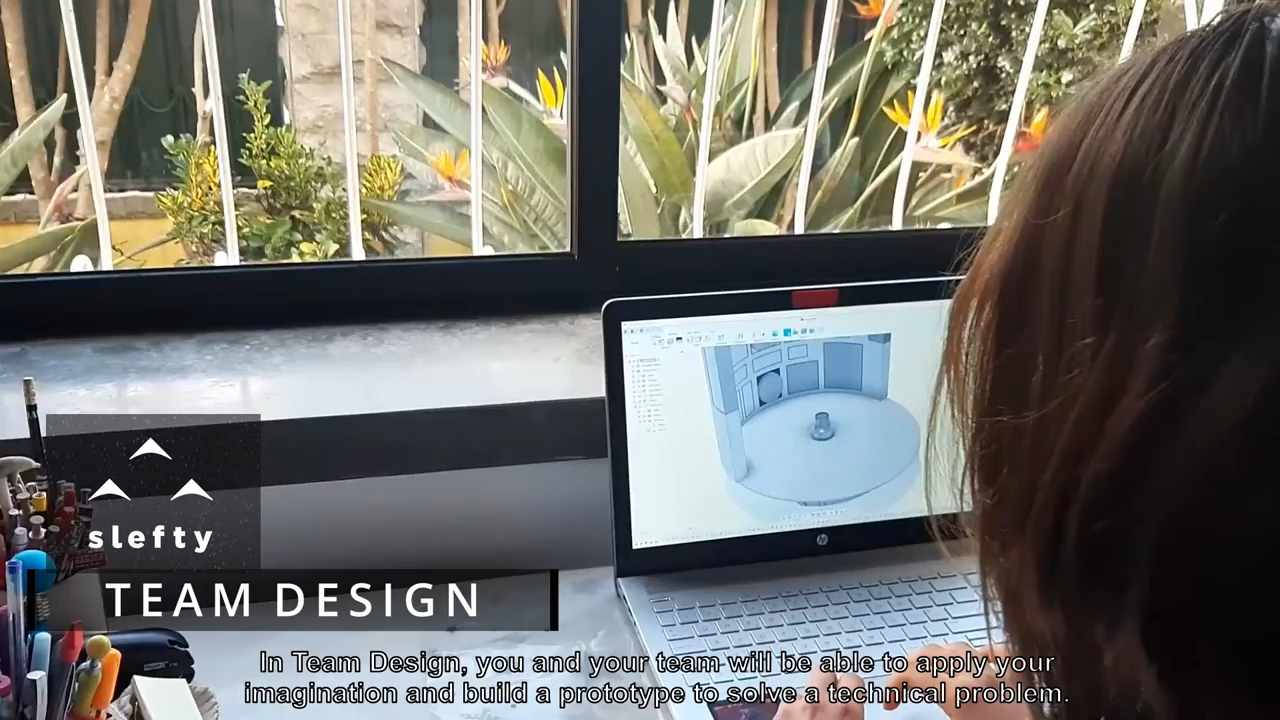 slefty
TEAM DESIGN
In Team Design, you and your team will be able to apply your
imagination and build a prototype to solve a technical problem.
hp